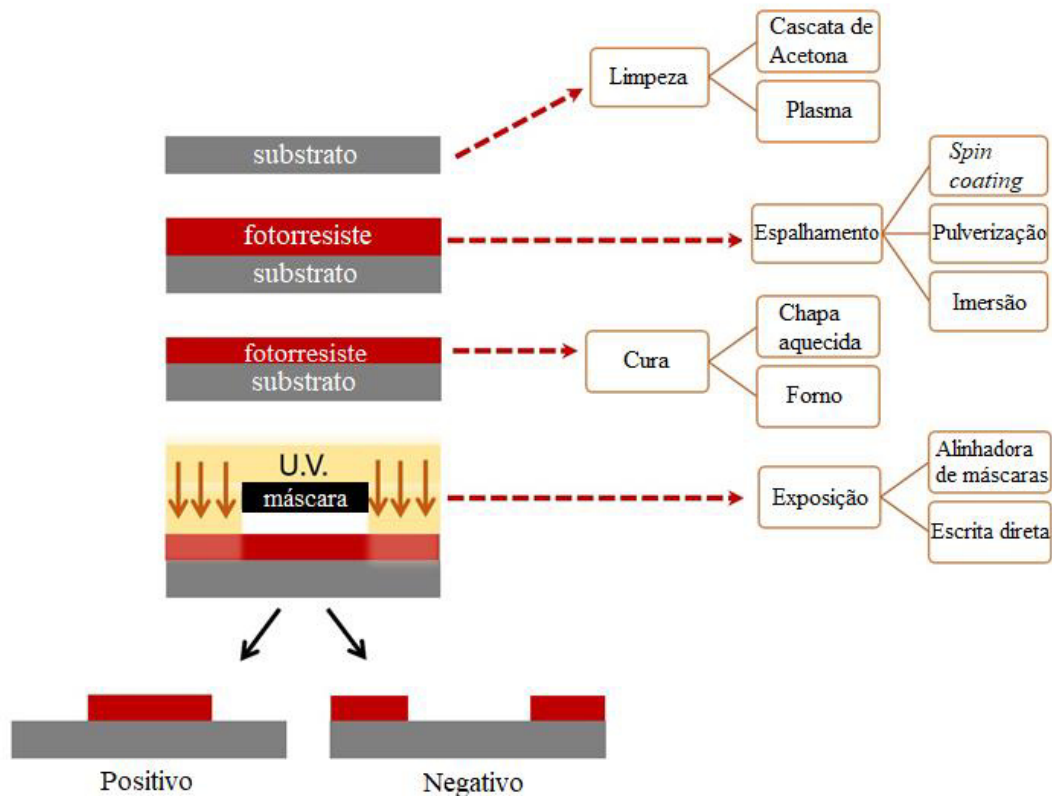 Cascata de
Acetona
Limpeza
Plasma
substrato
Spin
coating
fotorresiste
Espalhamento
Pulverização
substrato
Imersão
Chapa
aquecida
fotorresiste
Cura
substrato
Forno
U.V.
máscara
Alinhadora
de máscaras
Exposição
Escrita direta
Positivo
Negativo